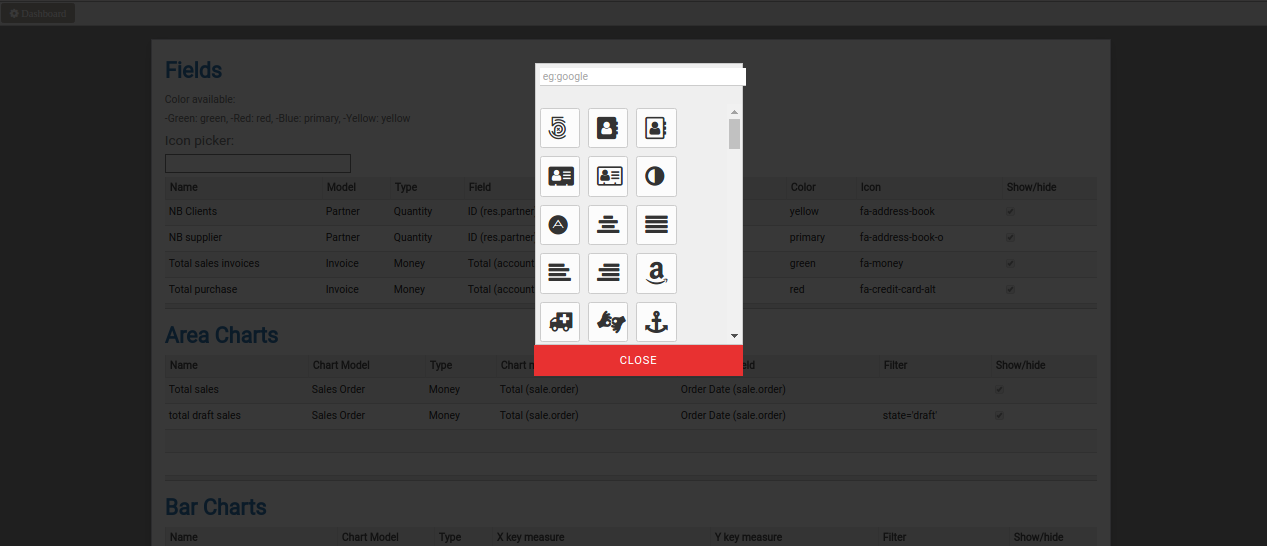 Dashboard
Fields
Color available:
-Green: green, -Red: red, -Blue: primary, -Yellow: yellow
Icon picker:
eg:google
Name Model Type Field Color Icon Show/hide
NB Clients Partner Quantity ID (res.partner yellow fa-address-book
NB supplier Partner Quantity ID (res.partner primary fa-address-book-o
Total sales invoices Invoice Money Total (account green fa-money
Total purchase Invoice Money Total (account red fa-credit-card-alt
CLOSE
Area Charts
Name Chart Model Type Chart Filter Show/hide
Total sales Sales Order Money Total (sale.order) Order Date (sale.order)
total draft sales Sales Order Money Total (sale.order) Order Date (sale.order) state='draft'
Bar Charts
Name Chart Model Type X key measure Y key measure Filter Show/hide